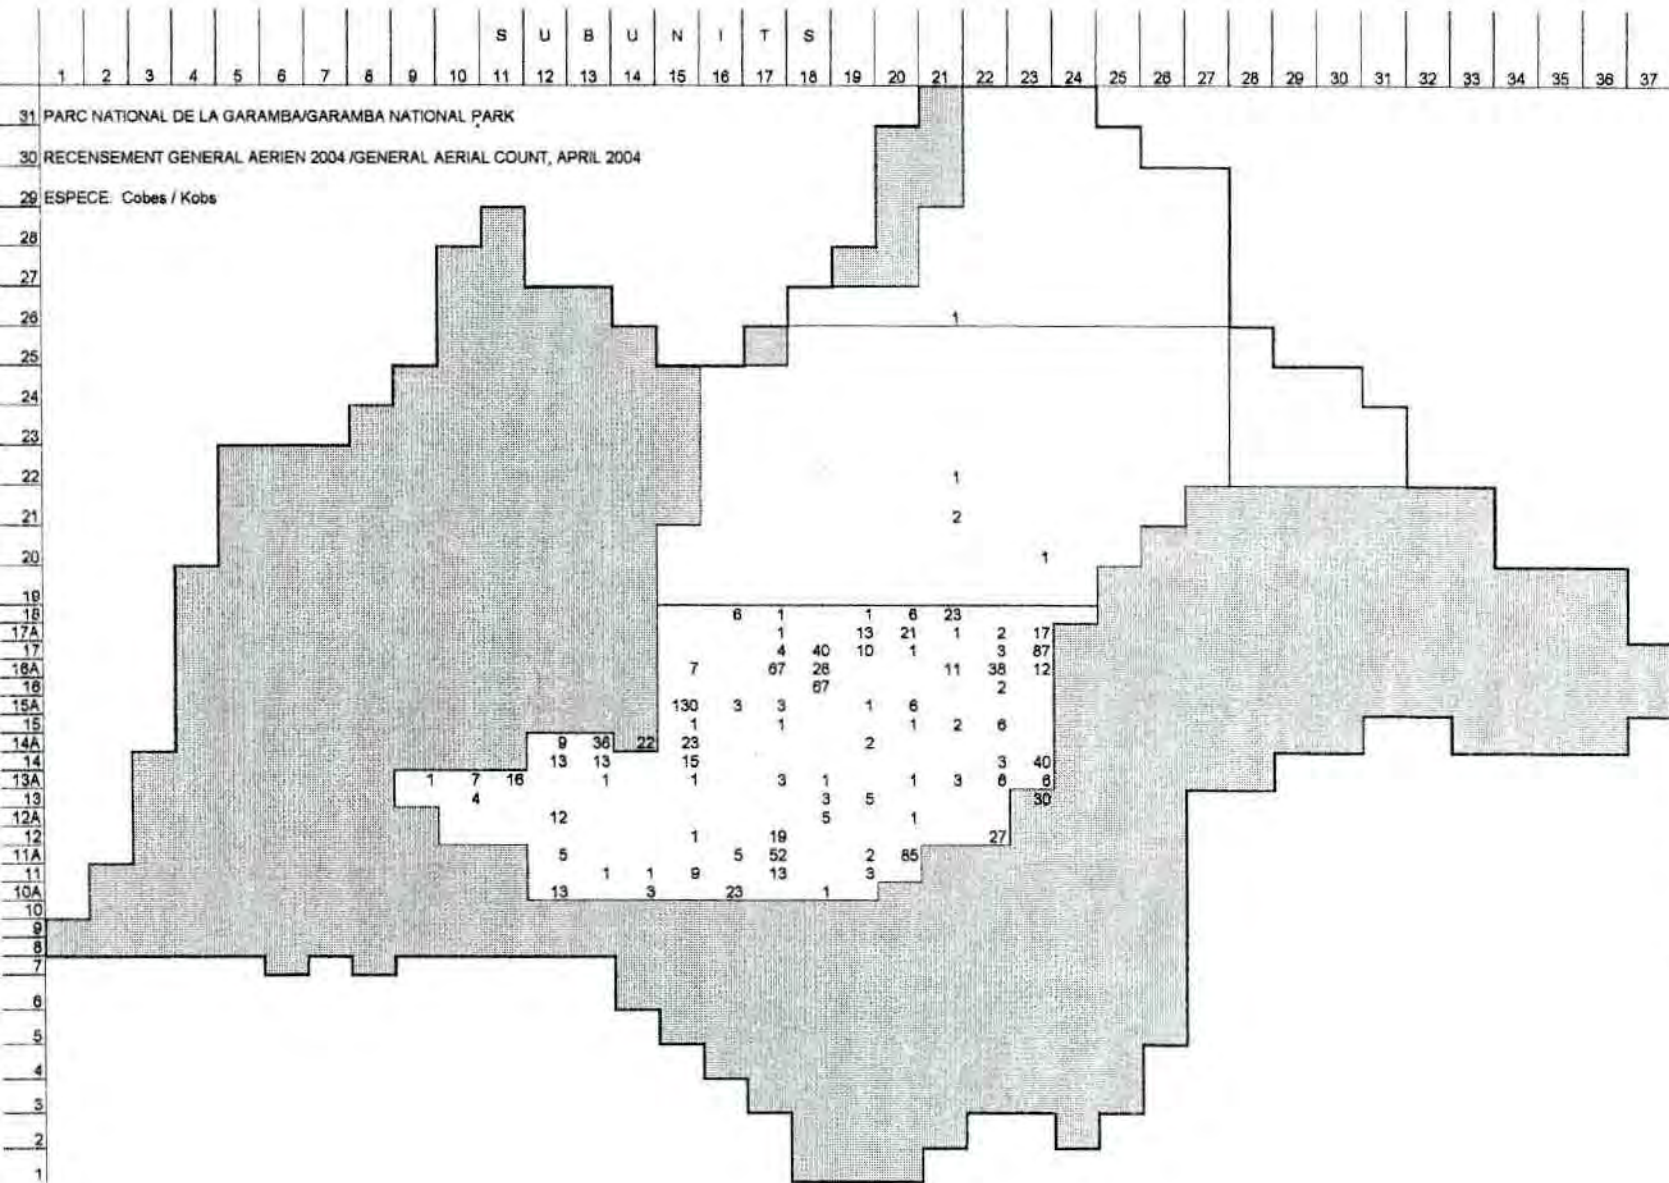 S U B U N I T S
1 2 3 4 5 6 7 8 9 10 11 12 13 14 15 16 17 18 19 20 21 22 23 24 25 26 27 28 29 30 31 32 33 34 35 36 37
31 PARC NATIONAL DE LA GARAMBA/GARAMBA NATIONAL PARK
30 RECENSEMENT GENERAL AERIEN 2004 /GENERAL AERIAL COUNT, APRIL 2004
29 ESPECE: Cobes / Kobs
28
27
26 1
25
24
23
22 1
21 2
20 1
19
18 6 1 1 6 23
17A 1 13 21 1 2 17
17 4 40 10 1 3 87
16A 7 67 28 11 38 12
16 67 2
15A 130 3 3 1 6
15 1 1 1 2 6
14A 9 36 22 23 2
14 13 13 15 3 40
13A 1 7 16 1 1 3 1 1 3 6 6
13 4 3 5 30
12A 12 5 1
12 1 19 27
11A 5 5 52 2 85
11 1 1 9 13 3
10A 13 3 23 1
10
9
8
7
6
5
4
3
2
1